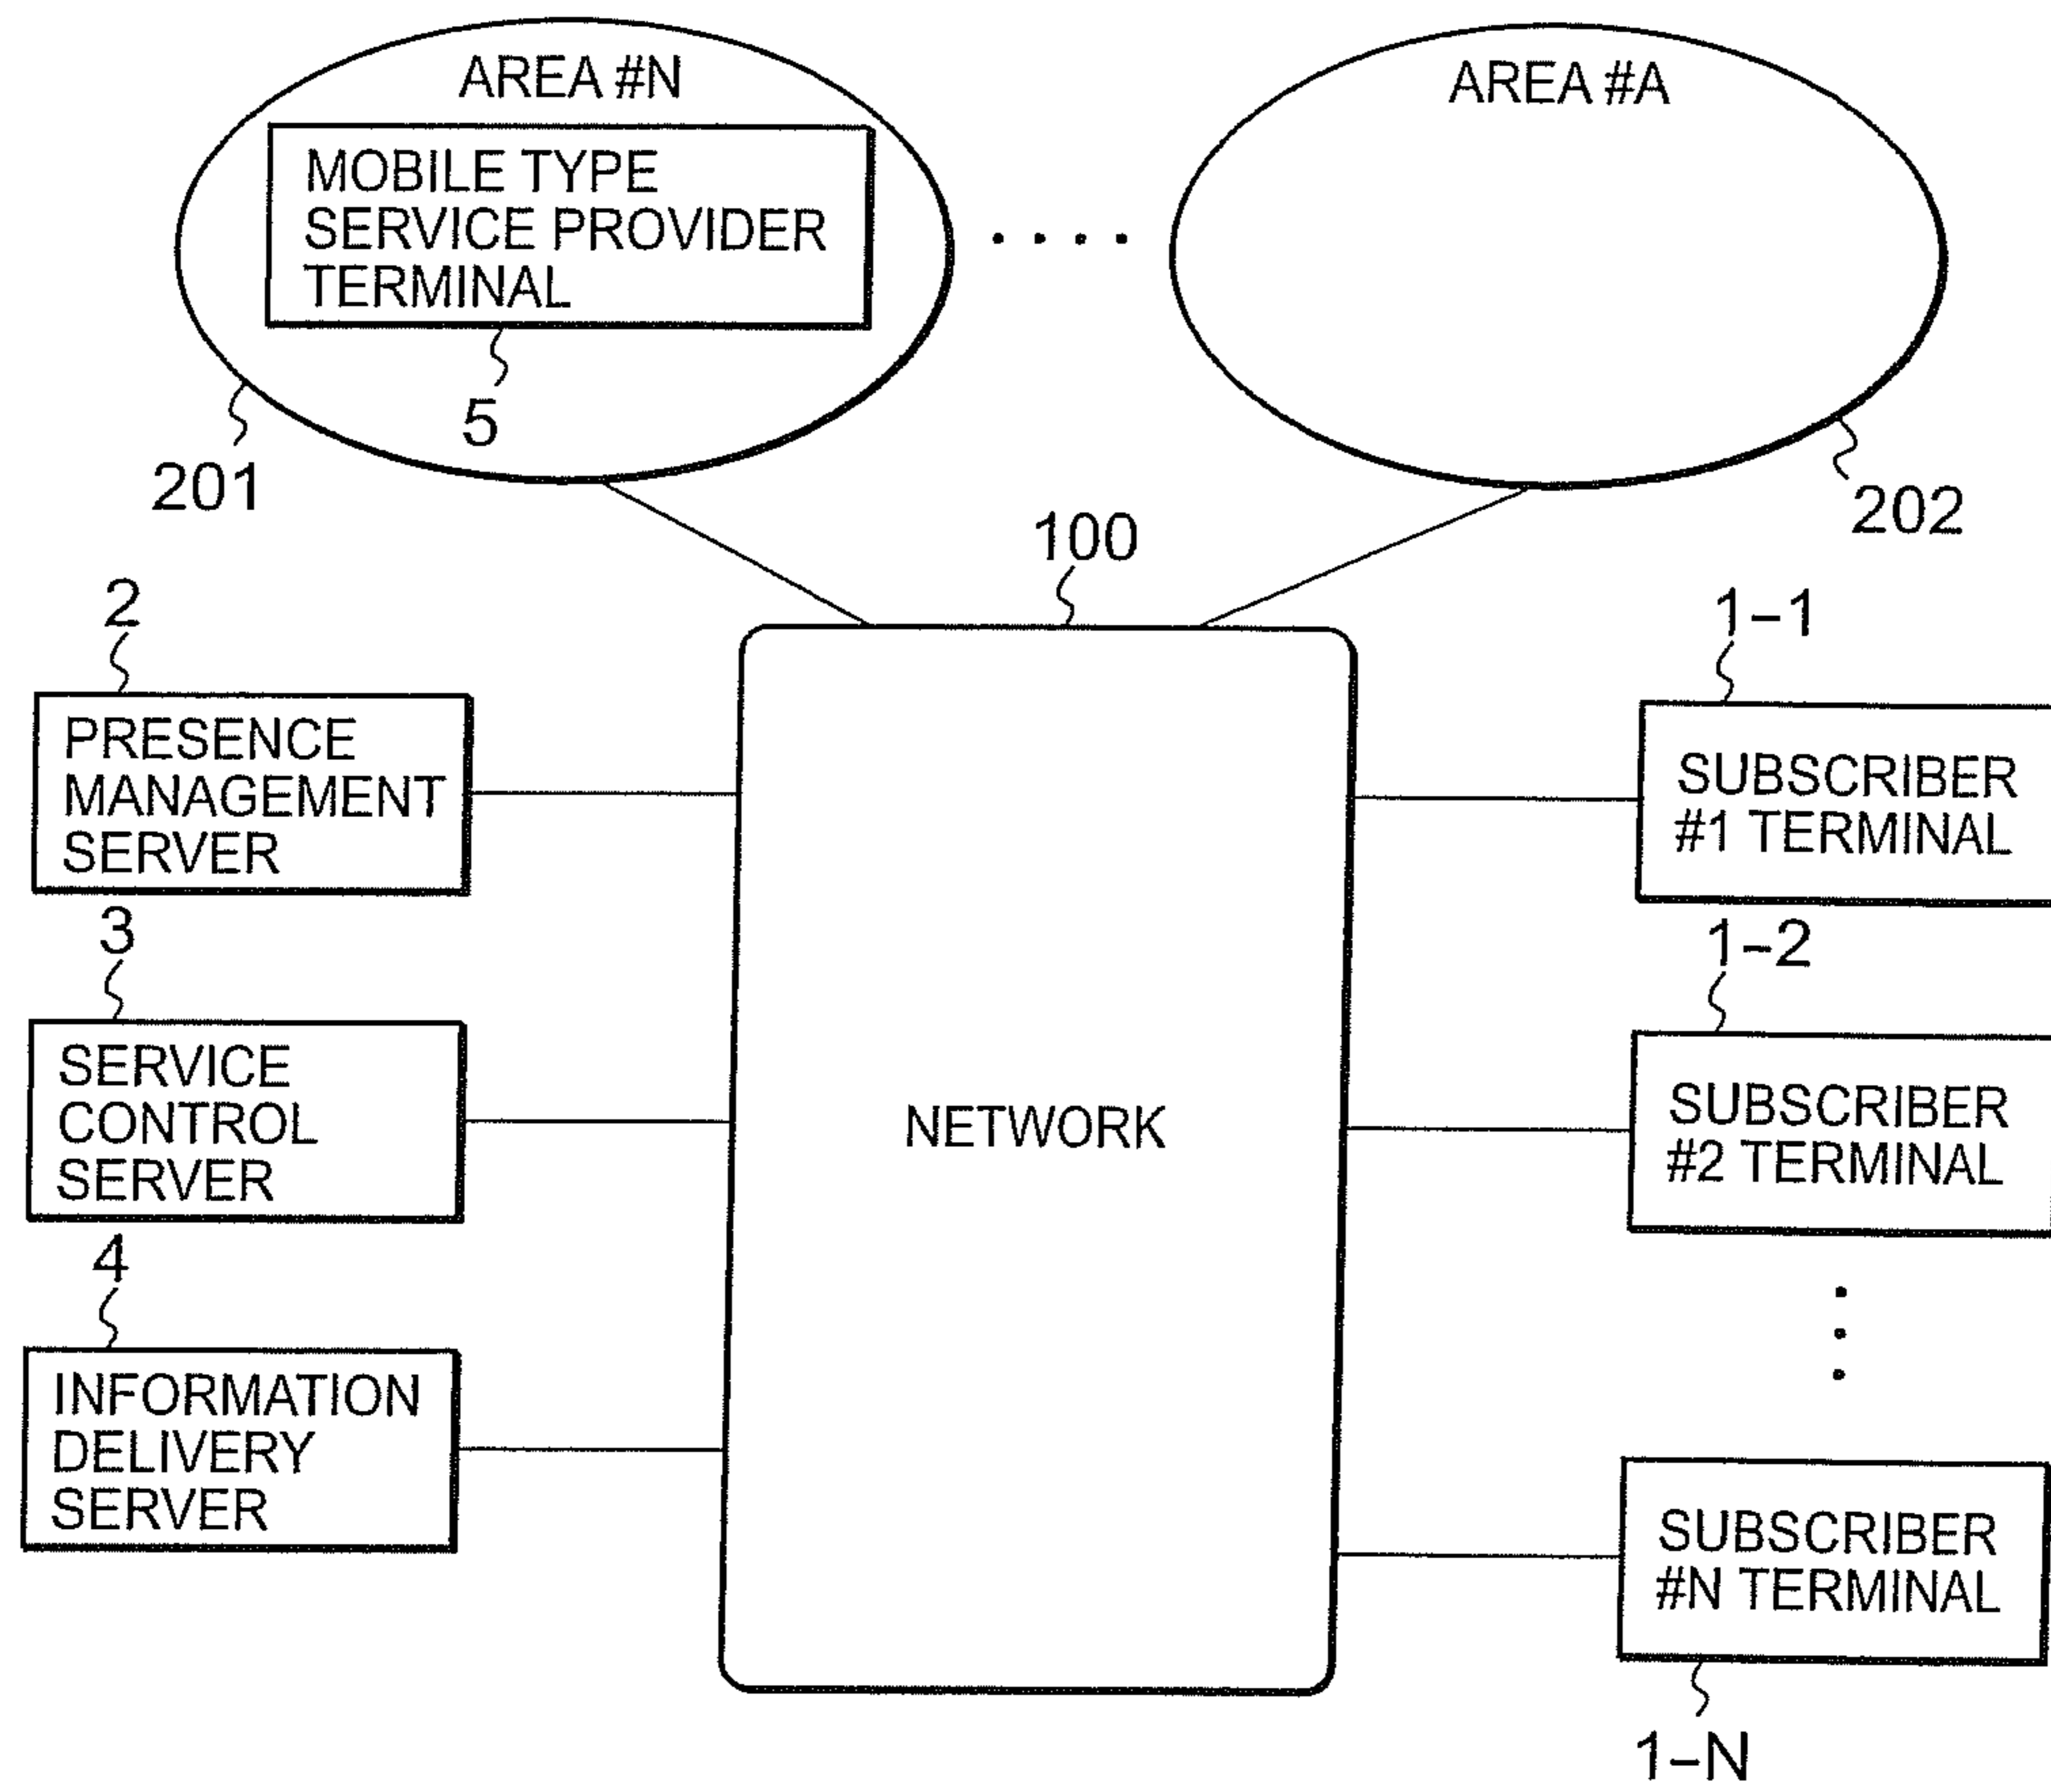 AREA #N
MOBILE TYPE
SERVICE PROVIDER
TERMINAL
5
201
AREA #A
202
100
NETWORK
2
PRESENCE
MANAGEMENT
SERVER
3
SERVICE
CONTROL
SERVER
4
INFORMATION
DELIVERY
SERVER
1-1
SUBSCRIBER
#1 TERMINAL
1-2
SUBSCRIBER
#2 TERMINAL
SUBSCRIBER
#N TERMINAL
1-N